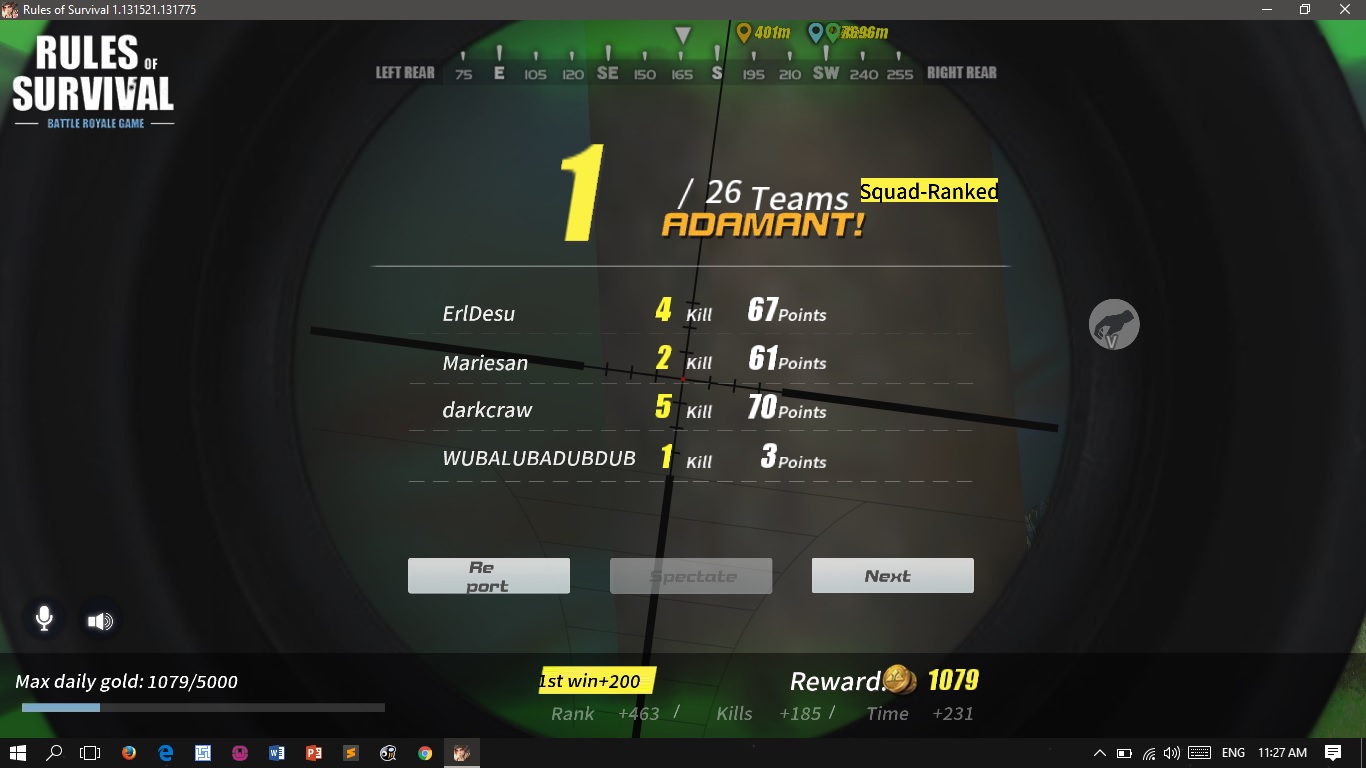 Rules of Survival 1.131521.131775
RULES OF SURVIVAL
BATTLE ROYALE GAME
401m
LEFT REAR 75 E 105 120 SE 150 165 S 195 210 SW 240 255 RIGHT REAR
1 / 26 Teams Squad-Ranked
ADAMANT!
ErlDesu 4 Kill 67 Points
Mariesan 2 Kill 61 Points
darkcraw 5 Kill 70 Points
WUBALUBADUBDUB 1 Kill 3 Points
V
Re
port
Spectate
Next
Max daily gold: 1079/5000
1st win+200
Reward: 1079
Rank +463 / Kills +185 / Time +231
ENG 11:27 AM